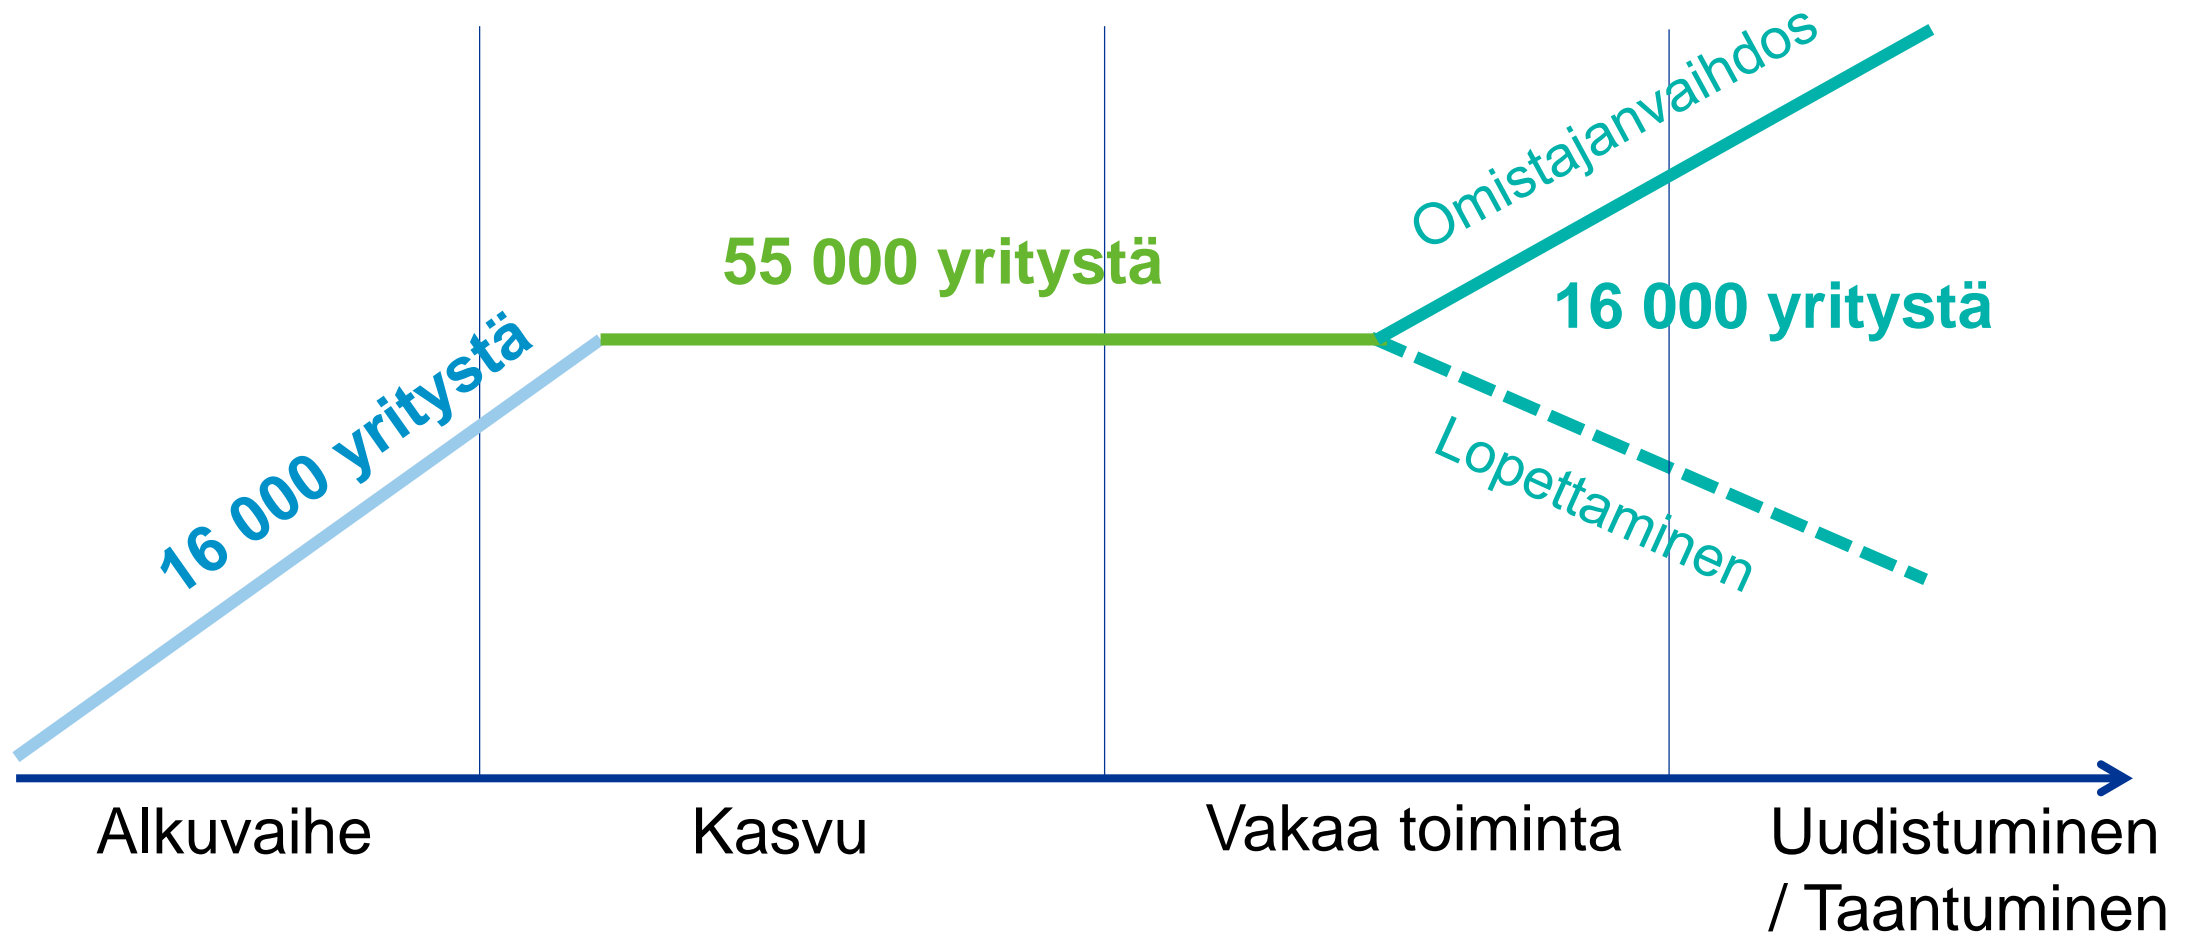 Omistajanvaihdos
55 000 yritystä
16 000 yritystä
16 000 yritystä
Lopettaminen
Alkuvaihe
Kasvu
Vakaa toiminta
Uudistuminen
/ Taantuminen